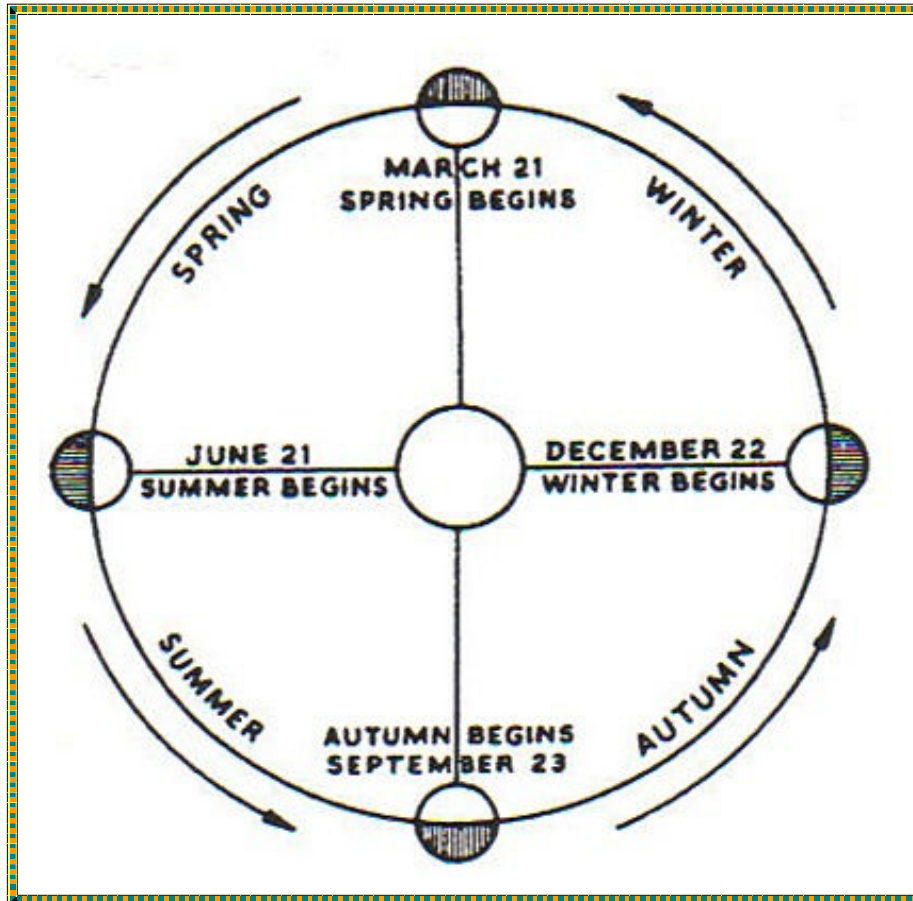 MARCH 21
SPRING BEGINS
SPRING
WINTER
JUNE 21
SUMMER BEGINS
DECEMBER 22
WINTER BEGINS
SUMMER
AUTUMN
AUTUMN BEGINS
SEPTEMBER 23